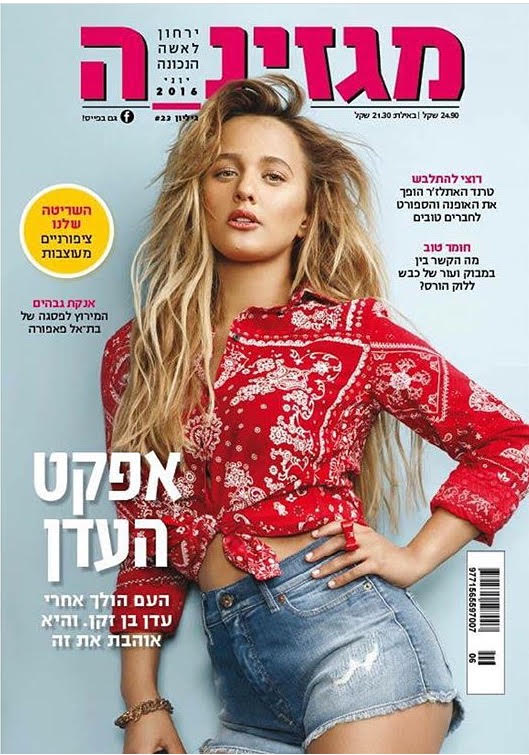 מגזינ_ה
ירחון
לאשה
הנכונה
יוני
2016
גיליון #23
גם בפייס!
24.90 שקל | באילת: 21.30 שקל
רוצי להתלבש
טרנד האתלז'ר הופך
את האופנה והספורט
לחברים טובים
חומר טוב
מה הקשר בין
במבוק ועור של כבש
ללוק הורס?
השריטה
שלנו
ציפורניים
מעוצבות
אנקת גבהים
המירוץ לפסגה של
בת־אל פאפורה
אפקט
העדן
העם הולך אחרי
עדן בן זקן. והיא
אוהבת את זה
9771565597007
06